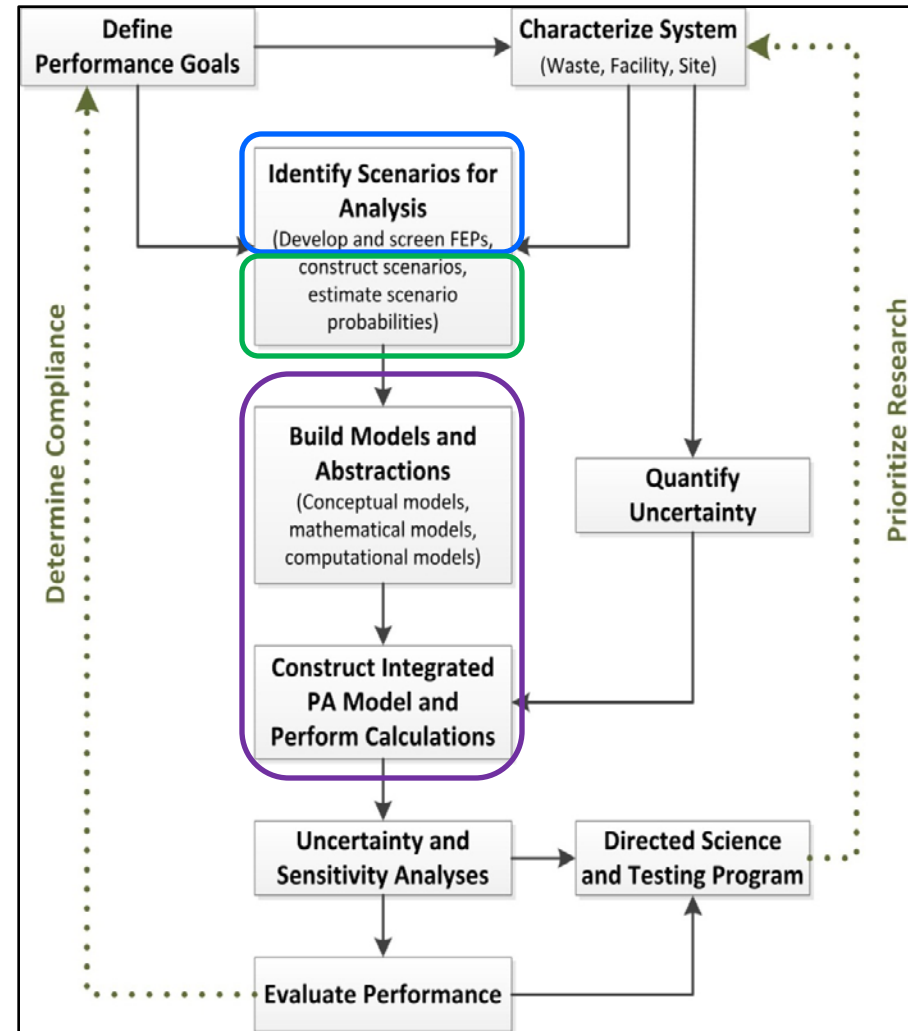 Define
Performance Goals
Characterize System
(Waste, Facility, Site)
Identify Scenarios for
Analysis
(Develop and screen FEPs,
construct scenarios,
estimate scenario
probabilities)
Determine Compliance
Prioritize Research
Build Models and
Abstractions
(Conceptual models,
mathematical models,
computational models)
Quantify
Uncertainty
Construct Integrated
PA Model and
Perform Calculations
Uncertainty and
Sensitivity Analyses
Directed Science
and Testing Program
Evaluate Performance